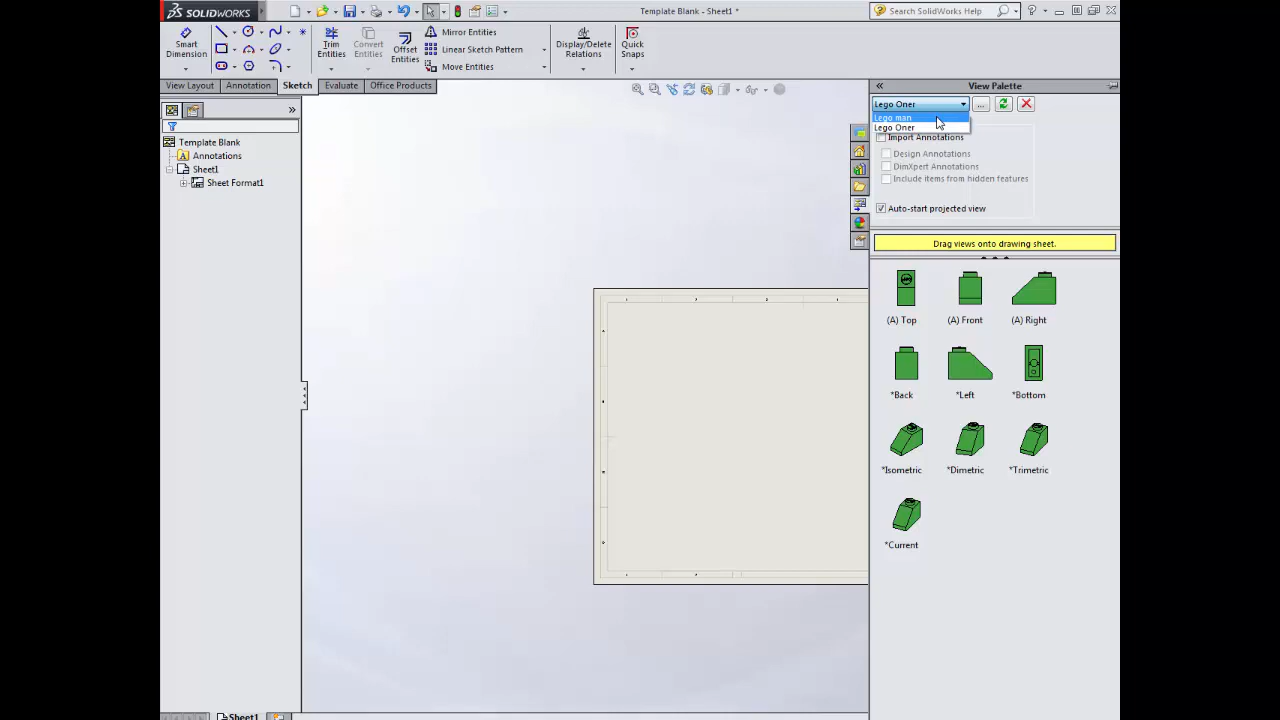 SOLIDWORKS
Template Blank - Sheet1 *
Search SolidWorks Help
Smart Dimension
Trim Entities
Convert Entities
Offset Entities
Mirror Entities
Linear Sketch Pattern
Move Entities
Display/Delete Relations
Quick Snaps
View Layout Annotation Sketch Evaluate Office Products
Template Blank
Annotations
Sheet1
Sheet Format1
View Palette
Lego Oner
Lego man
Lego Oner
Import Annotations
Design Annotations
DimXpert Annotations
Include items from hidden features
Auto-start projected view
Drag views onto drawing sheet.
(A) Top (A) Front (A) Right
*Back *Left *Bottom
*Isometric *Dimetric *Trimetric
*Current
Sheet1